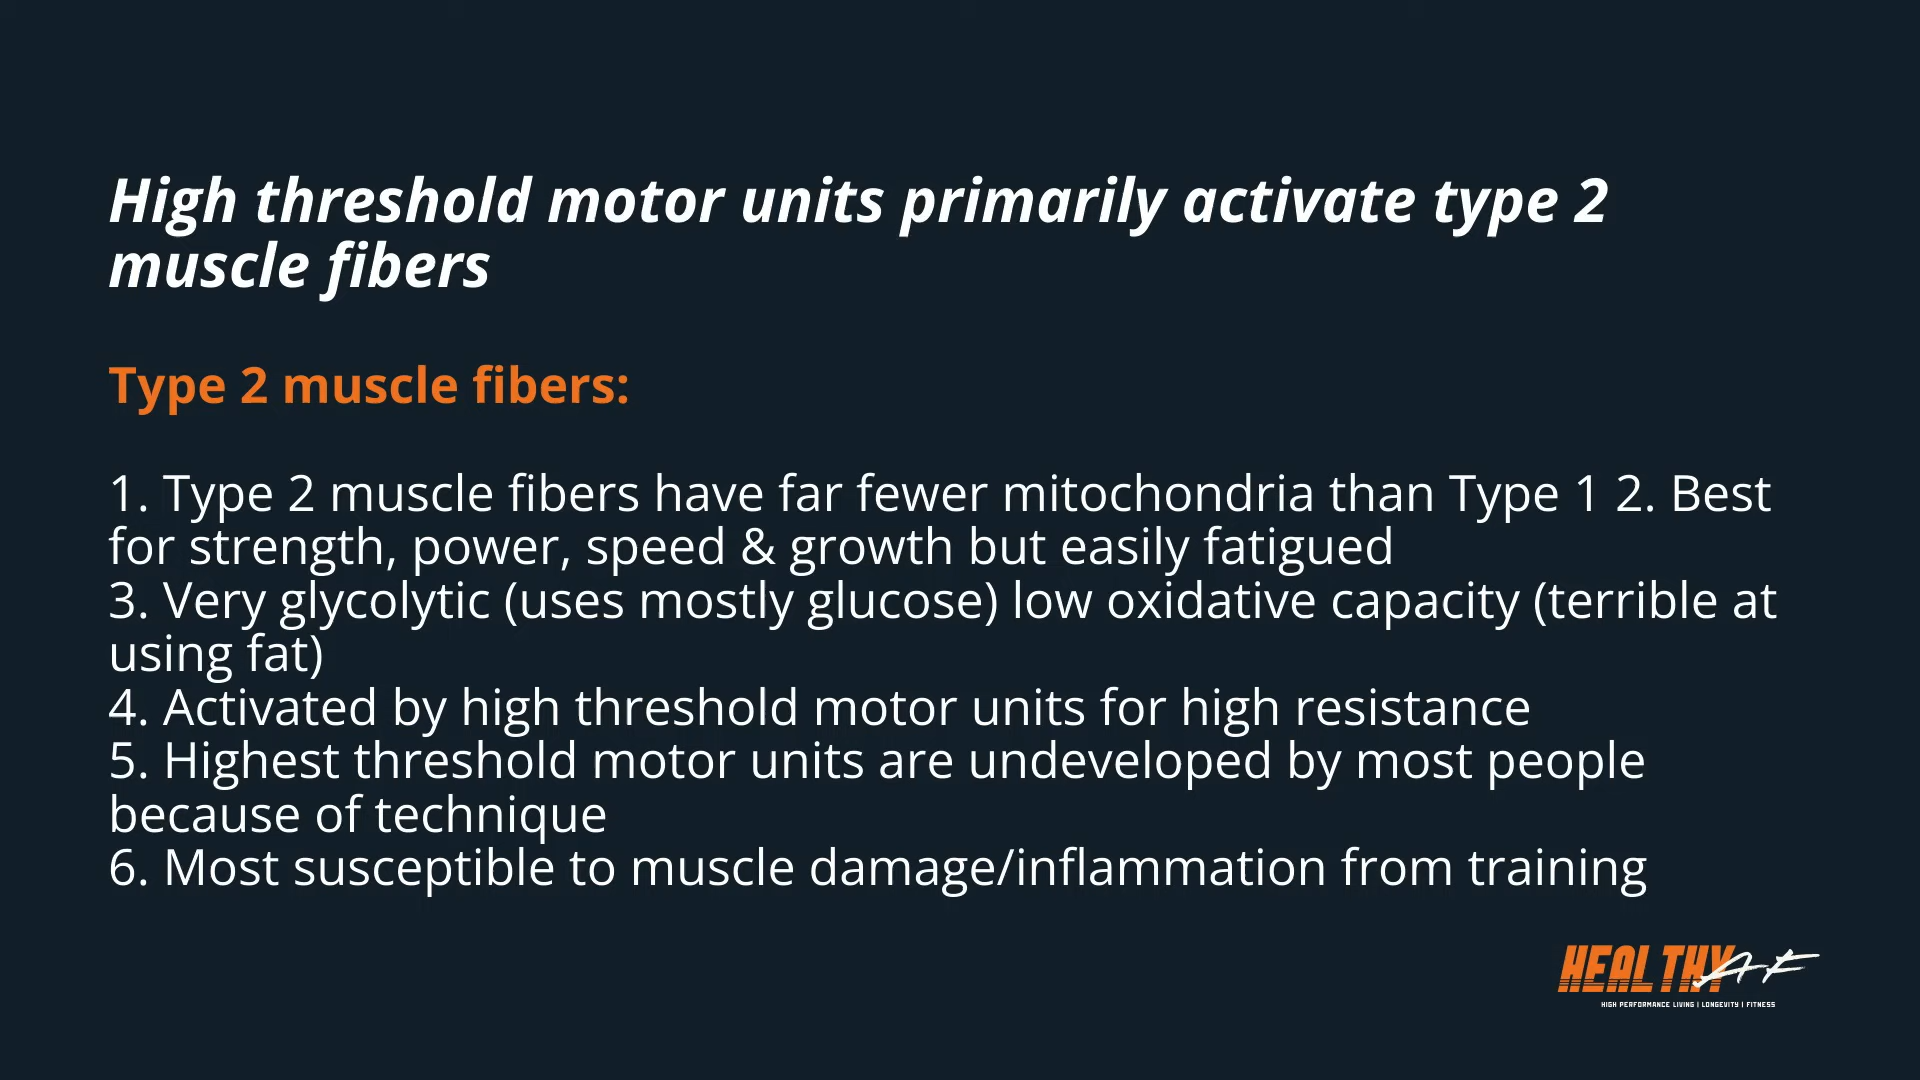 High threshold motor units primarily activate type 2
muscle fibers
Type 2 muscle fibers:
1. Type 2 muscle fibers have far fewer mitochondria than Type 1 2. Best
for strength, power, speed & growth but easily fatigued
3. Very glycolytic (uses mostly glucose) low oxidative capacity (terrible at
using fat)
4. Activated by high threshold motor units for high resistance
5. Highest threshold motor units are undeveloped by most people
because of technique
6. Most susceptible to muscle damage/inflammation from training
HEALTHY AF
HIGH PERFORMANCE LIVING | LONGEVITY | FITNESS